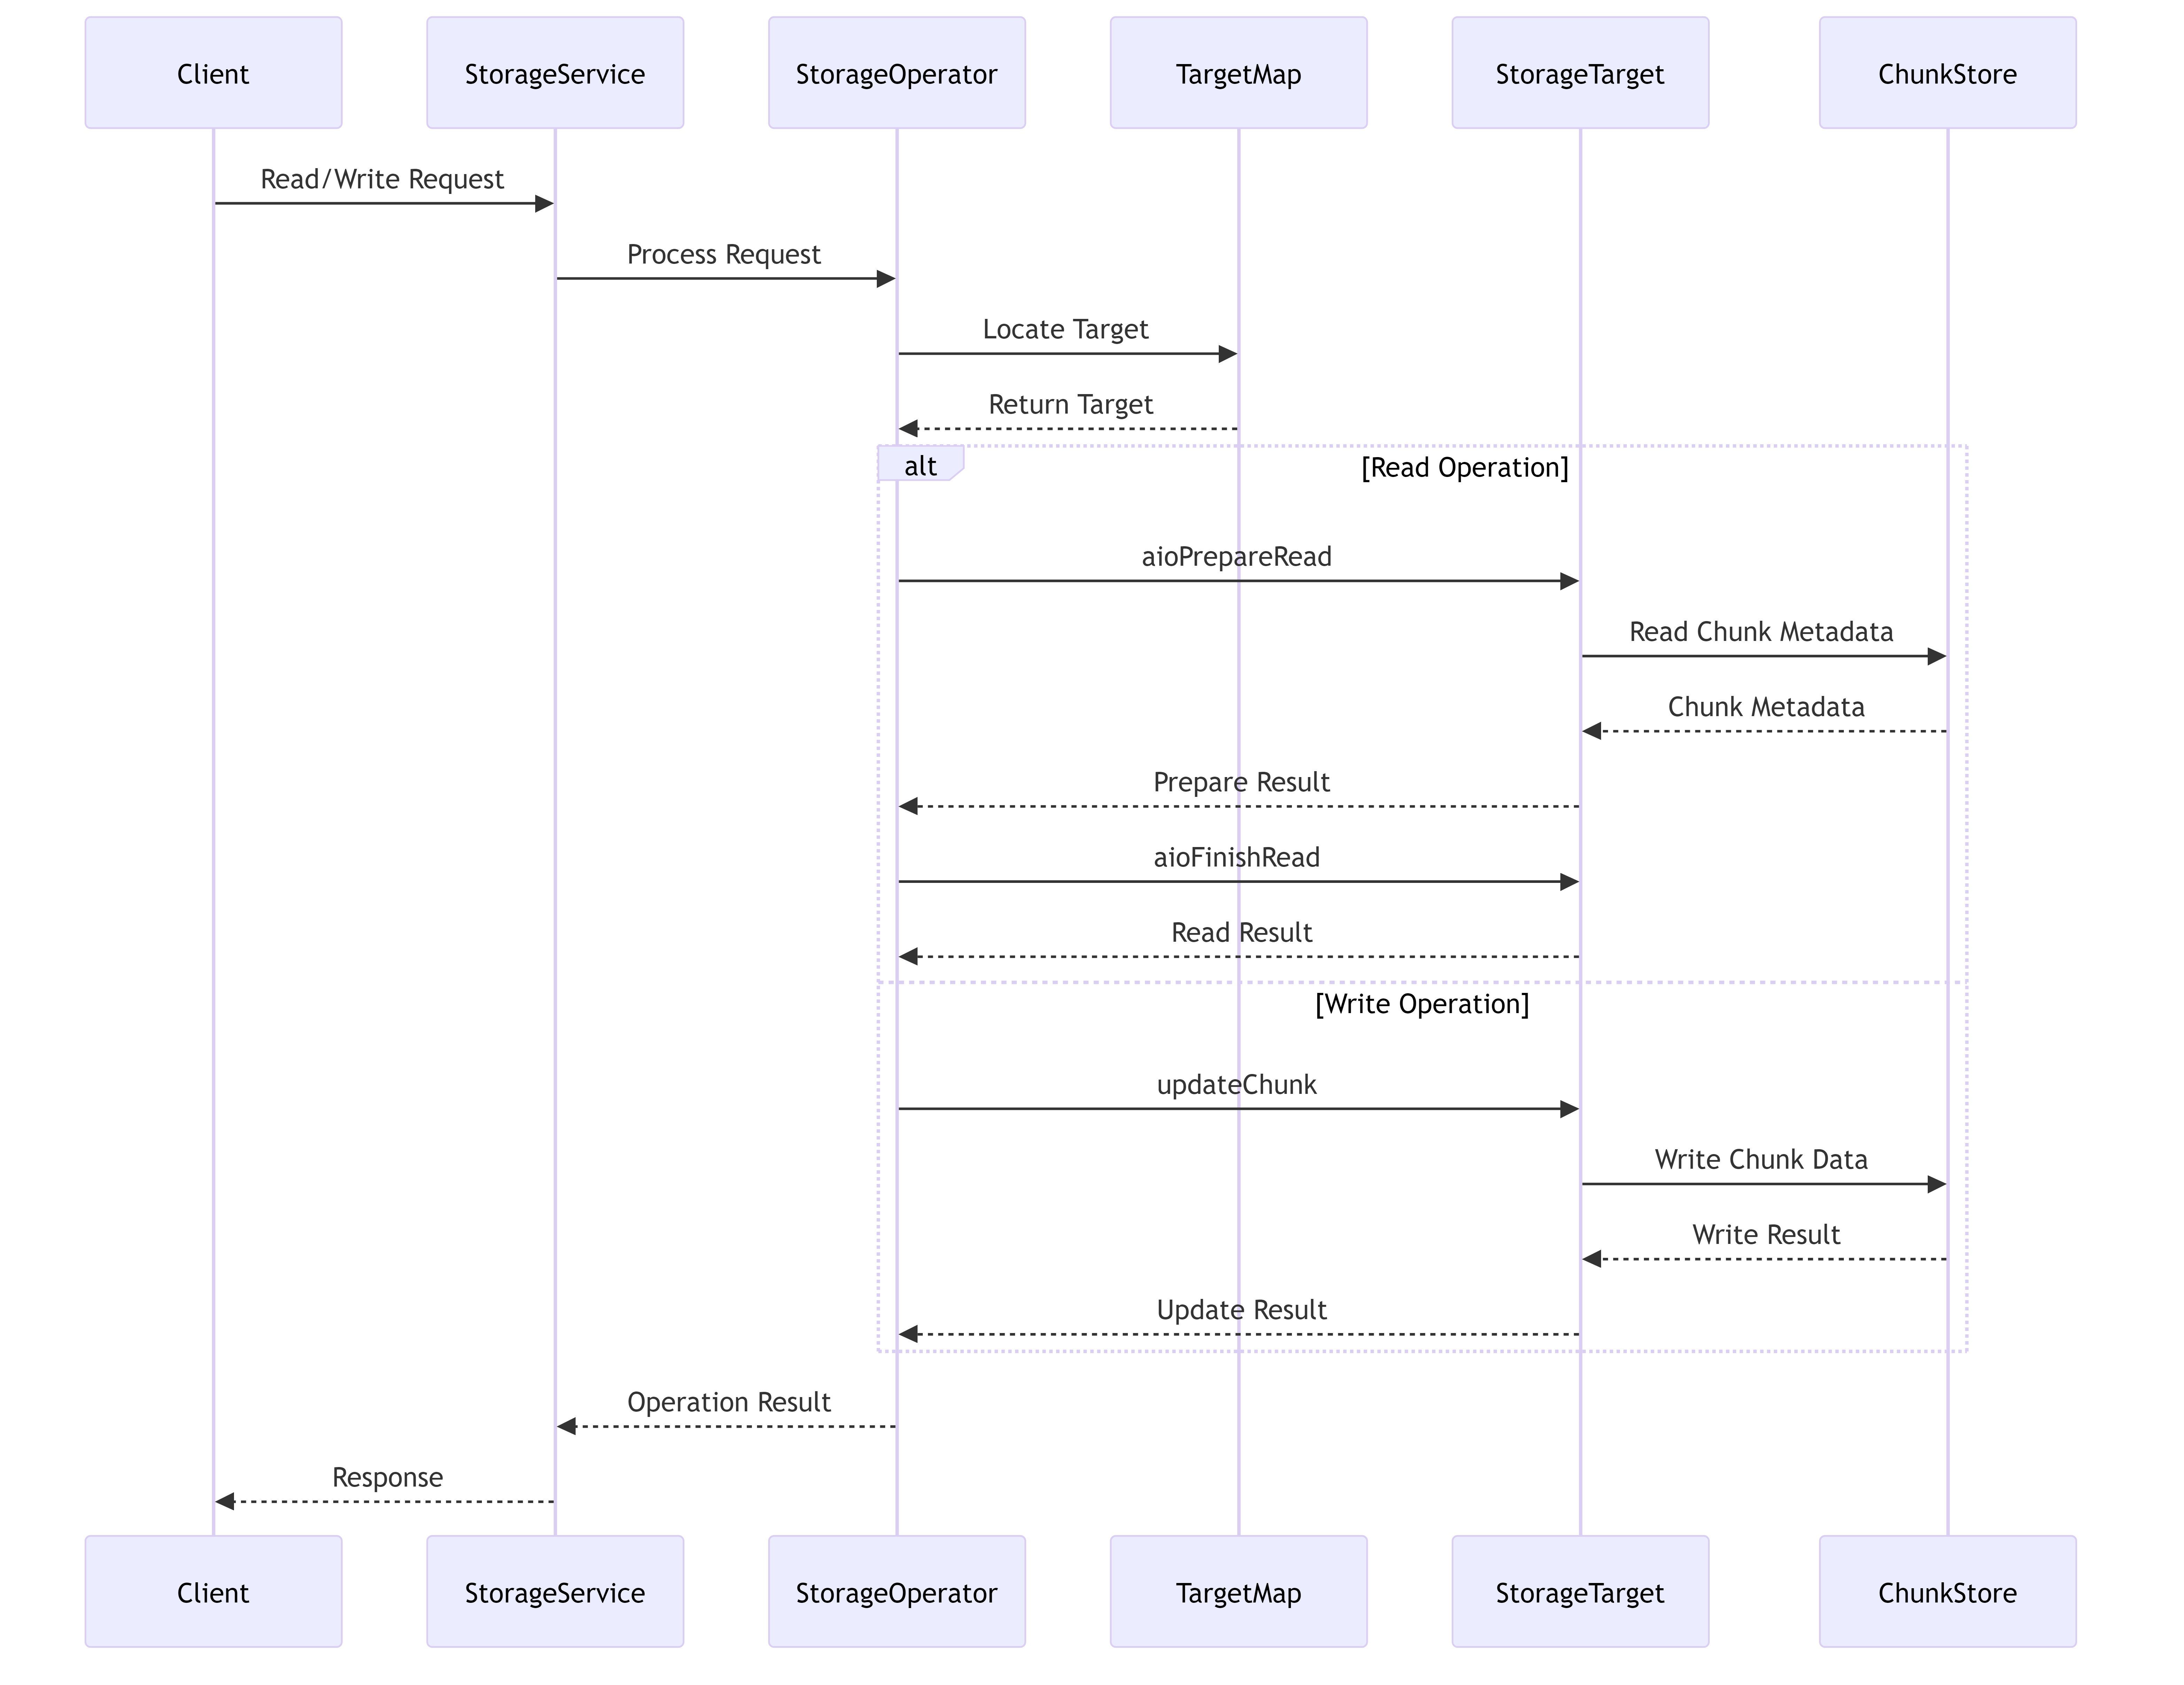 Client
StorageService
StorageOperator
TargetMap
StorageTarget
ChunkStore
Read/Write Request
Process Request
Locate Target
Return Target
alt
[Read Operation]
aioPrepareRead
Read Chunk Metadata
Chunk Metadata
Prepare Result
aioFinishRead
Read Result
[Write Operation]
updateChunk
Write Chunk Data
Write Result
Update Result
Operation Result
Response
Client
StorageService
StorageOperator
TargetMap
StorageTarget
ChunkStore